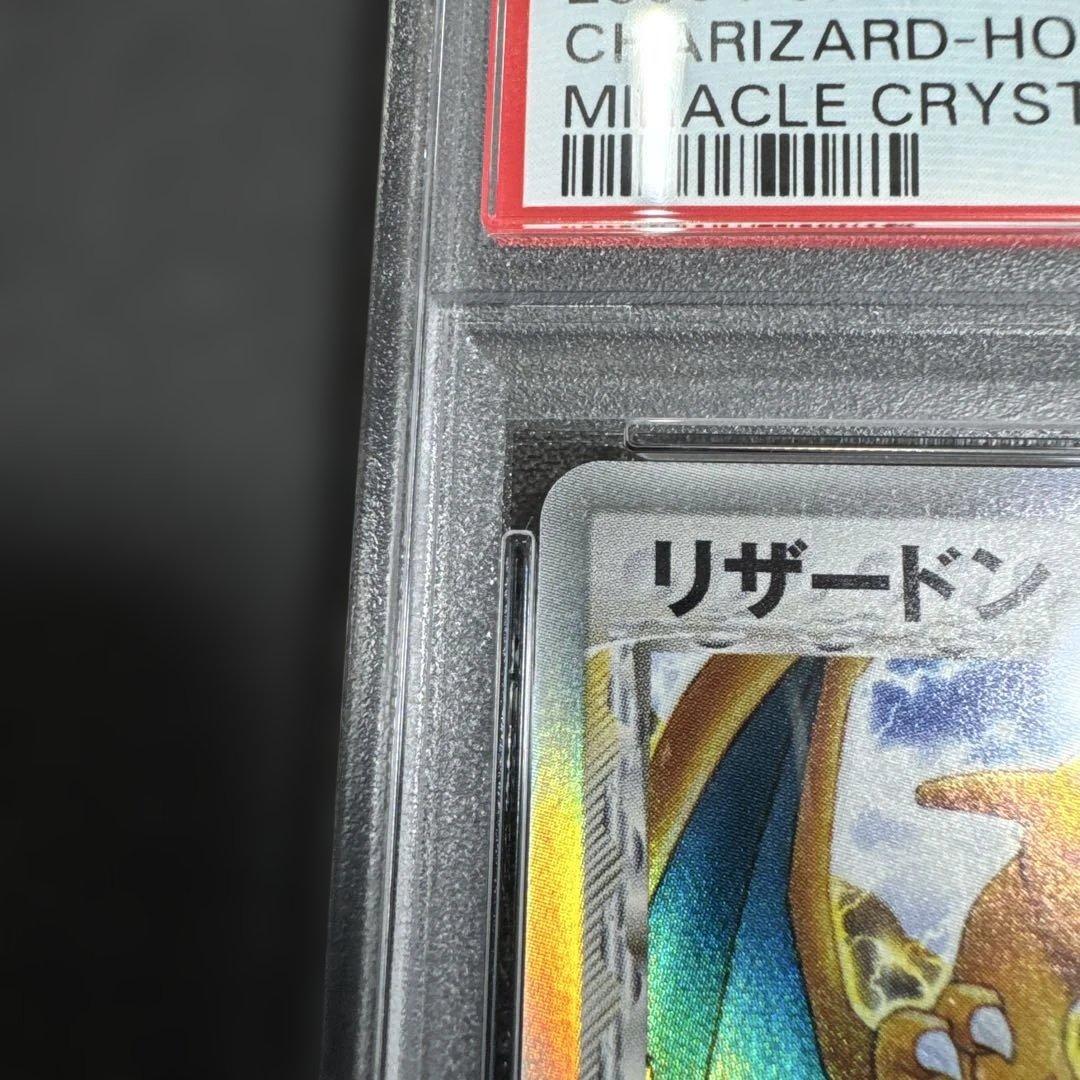 CHARIZARD-HO
MIRACLE CRYST
リザードン